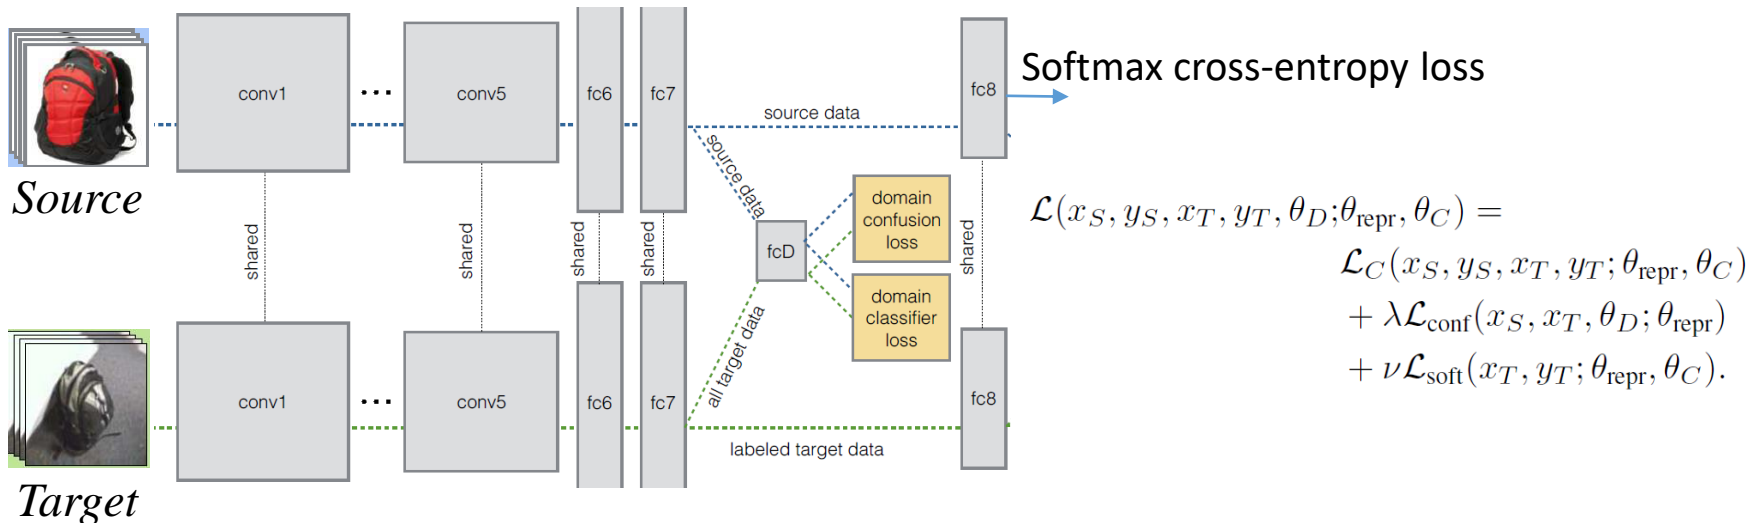 Source
conv1
...
conv5
fc6
fc7
source data
fc8
Softmax cross-entropy loss
shared
shared
shared
shared
source data
fcD
all target data
domain
confusion
loss
domain
classifier
loss
shared
Target
conv1
...
conv5
fc6
fc7
labeled target data
fc8
ℒ(x_S, y_S, x_T, y_T, θ_D; θ_repr, θ_C) =
ℒ_C(x_S, y_S, x_T, y_T; θ_repr, θ_C)
+ λℒ_conf(x_S, x_T, θ_D; θ_repr)
+ νℒ_soft(x_T, y_T; θ_repr, θ_C).